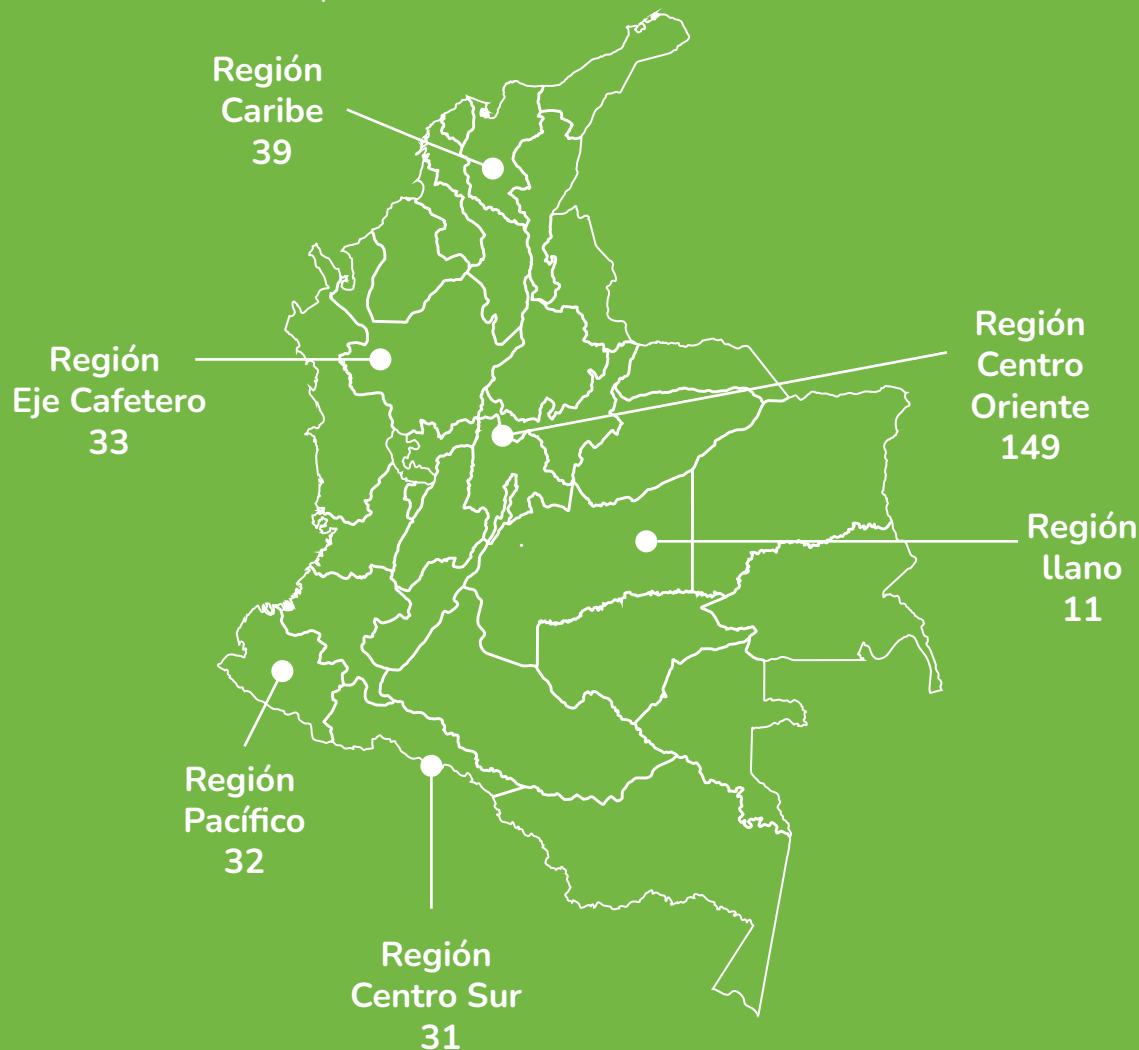 Región
Caribe
39
Región
Eje Cafetero
33
Región
Centro
Oriente
149
Región
llano
11
Región
Pacífico
32
Región
Centro Sur
31